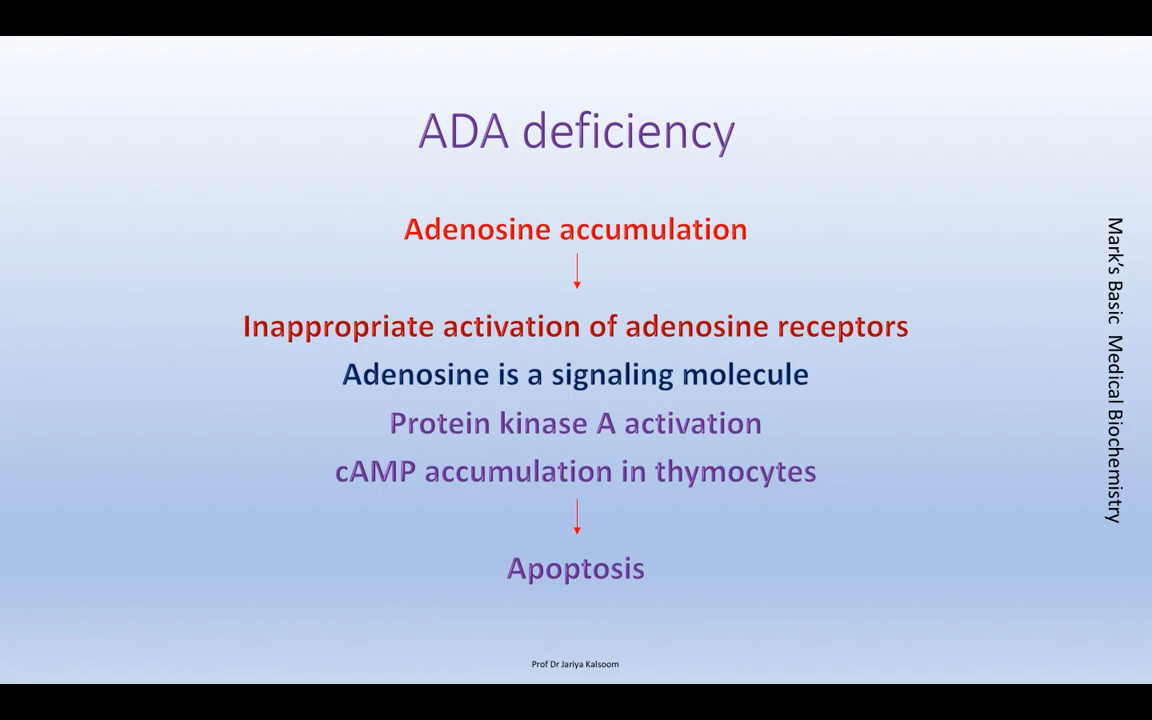 ADA deficiency
Adenosine accumulation
Inappropriate activation of adenosine receptors
Adenosine is a signaling molecule
Protein kinase A activation
cAMP accumulation in thymocytes
Apoptosis
Mark's Basic Medical Biochemistry
Prof Dr Jariya Kalsoom